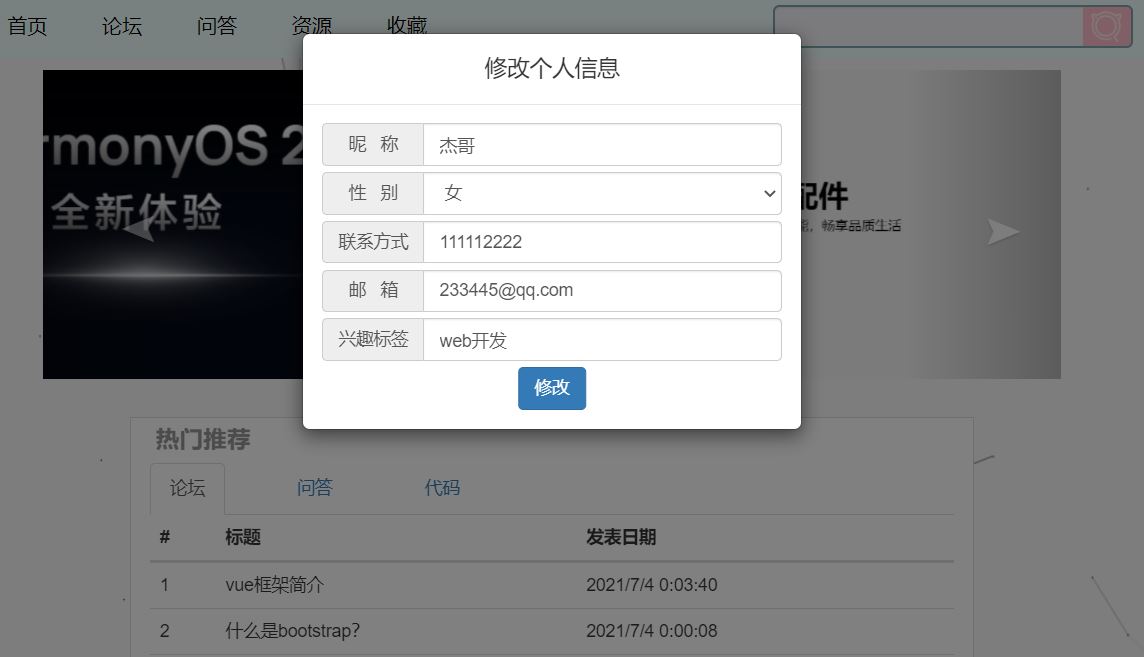 首页 论坛 问答 资源 收藏
修改个人信息
昵 称 杰哥
性 别 女
联系方式 111112222
邮 箱 233445@qq.com
兴趣标签 web开发
修改
rmonyOS 2
全新体验
配件
能，畅享品质生活
热门推荐
论坛 问答 代码
# 标题 发表日期
1 vue框架简介 2021/7/4 0:03:40
2 什么是bootstrap? 2021/7/4 0:00:08